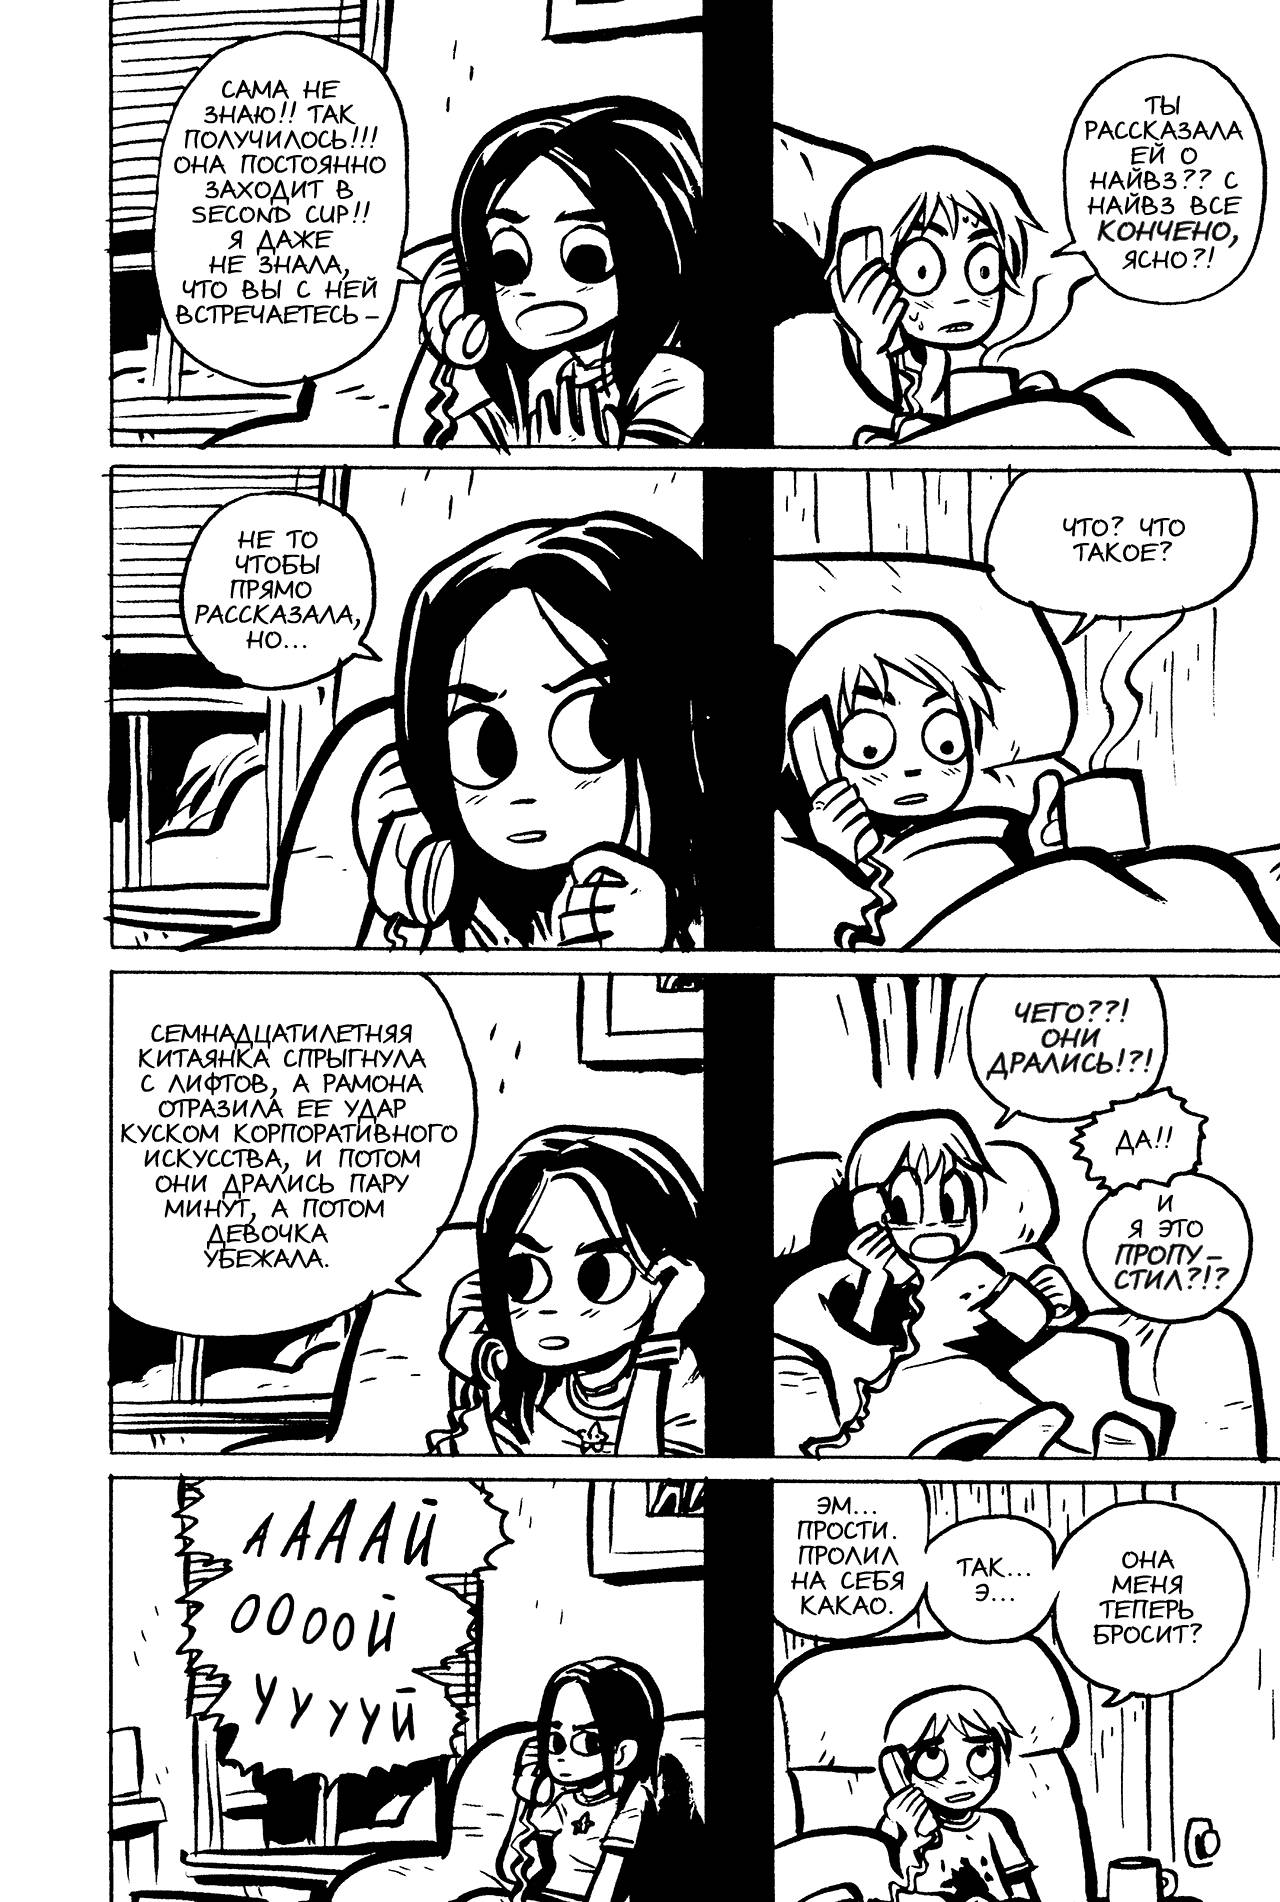 САМА НЕ
ЗНАЮ!! ТАК
ПОЛУЧИЛОСЬ!!!
ОНА ПОСТОЯННО
ЗАХОДИТ В
SECOND CUP!!
Я ДАЖЕ
НЕ ЗНАЛА,
ЧТО ВЫ С НЕЙ
ВСТРЕЧАЕТЕСЬ –
ТЫ
РАССКАЗАЛА
ЕЙ О
НАЙВЗ?? С
НАЙВЗ ВСЕ
КОНЧЕНО,
ЯСНО?!
НЕ ТО
ЧТОБЫ
ПРЯМО
РАССКАЗАЛА,
НО...
ЧТО? ЧТО
ТАКОЕ?
СЕМНАДЦАТИЛЕТНЯЯ
КИТАЯНКА СПРЫГНУЛА
С ЛИФТОВ, А РАМОНА
ОТРАЗИЛА ЕЕ УДАР
КУСКОМ КОРПОРАТИВНОГО
ИСКУССТВА, И ПОТОМ
ОНИ ДРАЛИСЬ ПАРУ
МИНУТ, А ПОТОМ
ДЕВОЧКА
УБЕЖАЛА.
ЧЕГО??!
ОНИ
ДРАЛИСЬ!?!
ДА!!
И
Я ЭТО
ПРОПУ –
СТИЛ?!?
АААААЙ
ООООЙ
УУУУЙ
ЭМ...
ПРОСТИ.
ПРОЛИЛ
НА СЕБЯ
КАКАО.
ТАК...
Э...
ОНА
МЕНЯ
ТЕПЕРЬ
БРОСИТ?